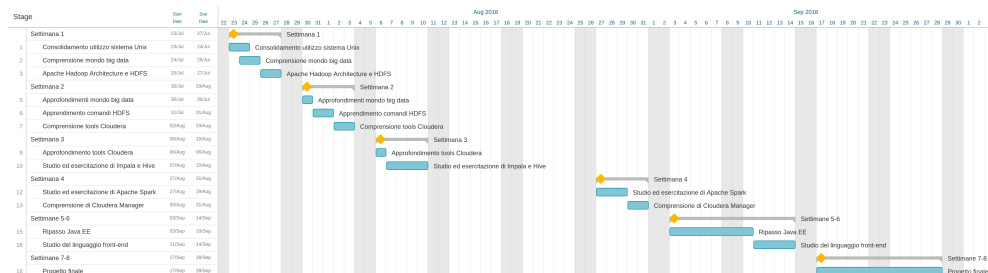 Stage Start Date Due Date Aug 2018 Sep 2018
22 23 24 25 26 27 28 29 30 31 1 2 3 4 5 6 7 8 9 10 11 12 13 14 15 16 17 18 19 20 21 22 23 24 25 26 27 28 29 30 31 1 2 3 4 5 6 7 8 9 10 11 12 13 14 15 16 17 18 19 20 21 22 23 24 25 26 27 28 29 30 1 2
Settimana 1 23/Jul 27/Jul Settimana 1
1 Consolidamento utilizzo sistema Unix 23/Jul 24/Jul Consolidamento utilizzo sistema Unix
2 Comprensione mondo big data 24/Jul 25/Jul Comprensione mondo big data
3 Apache Hadoop Architecture e HDFS 26/Jul 27/Jul Apache Hadoop Architecture e HDFS
Settimana 2 30/Jul 03/Aug Settimana 2
5 Approfondimenti mondo big data 30/Jul 30/Jul Approfondimenti mondo big data
6 Apprendimento comandi HDFS 31/Jul 01/Aug Apprendimento comandi HDFS
7 Comprensione tools Cloudera 02/Aug 03/Aug Comprensione tools Cloudera
Settimana 3 06/Aug 10/Aug Settimana 3
9 Approfondimento tools Cloudera 06/Aug 06/Aug Approfondimento tools Cloudera
10 Studio ed esercitazione di Impala e Hive 07/Aug 10/Aug Studio ed esercitazione di Impala e Hive
Settimana 4 27/Aug 31/Aug Settimana 4
12 Studio ed esercitazione di Apache Spark 27/Aug 29/Aug Studio ed esercitazione di Apache Spark
13 Comprensione di Cloudera Manager 30/Aug 31/Aug Comprensione di Cloudera Manager
Settimane 5-6 03/Sep 14/Sep Settimane 5-6
15 Ripasso Java EE 03/Sep 10/Sep Ripasso Java EE
16 Studio del linguaggio front-end 11/Sep 14/Sep Studio del linguaggio front-end
Settimane 7-8 17/Sep 28/Sep Settimane 7-8
18 Progetto finale 17/Sep 28/Sep Progetto finale